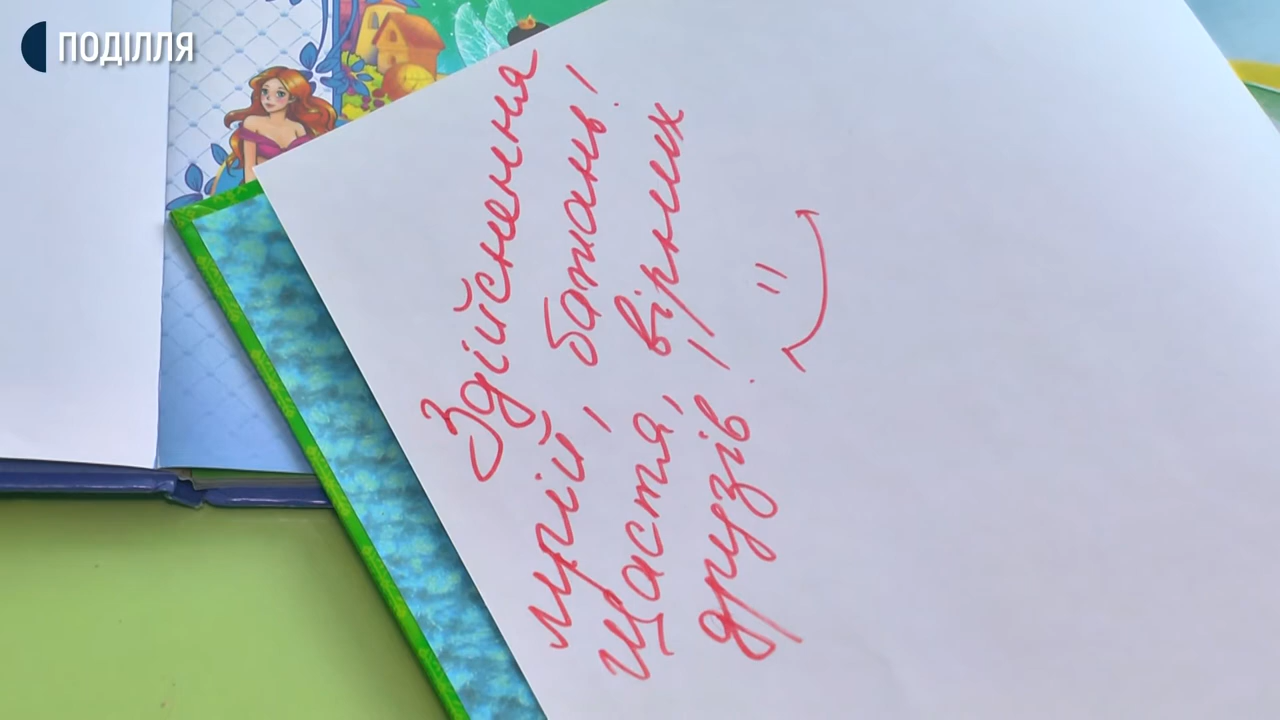 ПОДІЛЛЯ
Здійснення
мрій, бажань!
Щастя, вірних
друзів!